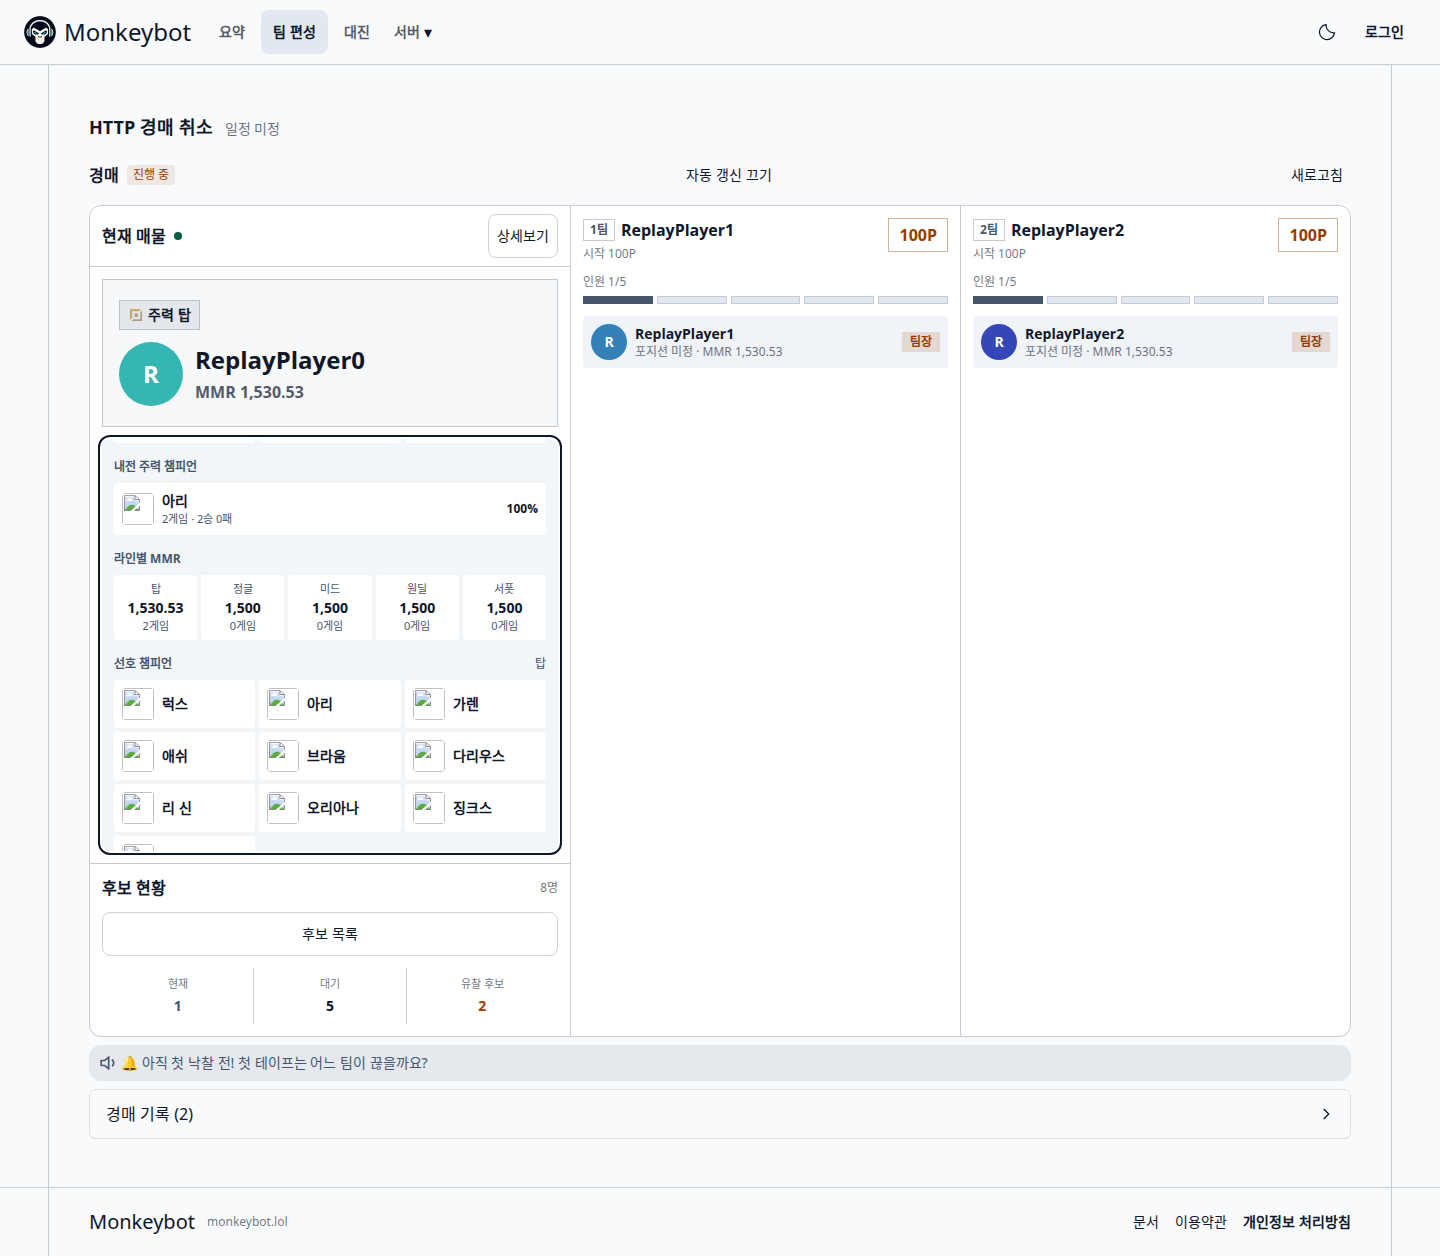 Monkeybot
요약
팀 편성
대진
서버 ▾
로그인
HTTP 경매 취소 일정 미정
경매 진행 중
자동 갱신 끄기
새로고침
현재 매물
상세보기
주력 탑
R
ReplayPlayer0
MMR 1,530.53
내전 주력 챔피언
아리
2게임 · 2승 0패
100%
라인별 MMR
탑
1,530.53
2게임
정글
1,500
0게임
미드
1,500
0게임
원딜
1,500
0게임
서폿
1,500
0게임
선호 챔피언
탑
럭스
아리
가렌
애쉬
브라움
다리우스
리 신
오리아나
징크스
후보 현황
8명
후보 목록
현재
1
대기
5
유찰 후보
2
1팀 ReplayPlayer1
100P
시작 100P
인원 1/5
R
ReplayPlayer1
포지션 미정 · MMR 1,530.53
팀장
2팀 ReplayPlayer2
100P
시작 100P
인원 1/5
R
ReplayPlayer2
포지션 미정 · MMR 1,530.53
팀장
🔔 아직 첫 낙찰 전! 첫 테이프는 어느 팀이 끊을까요?
경매 기록 (2)
Monkeybot monkeybot.lol
문서
이용약관
개인정보 처리방침